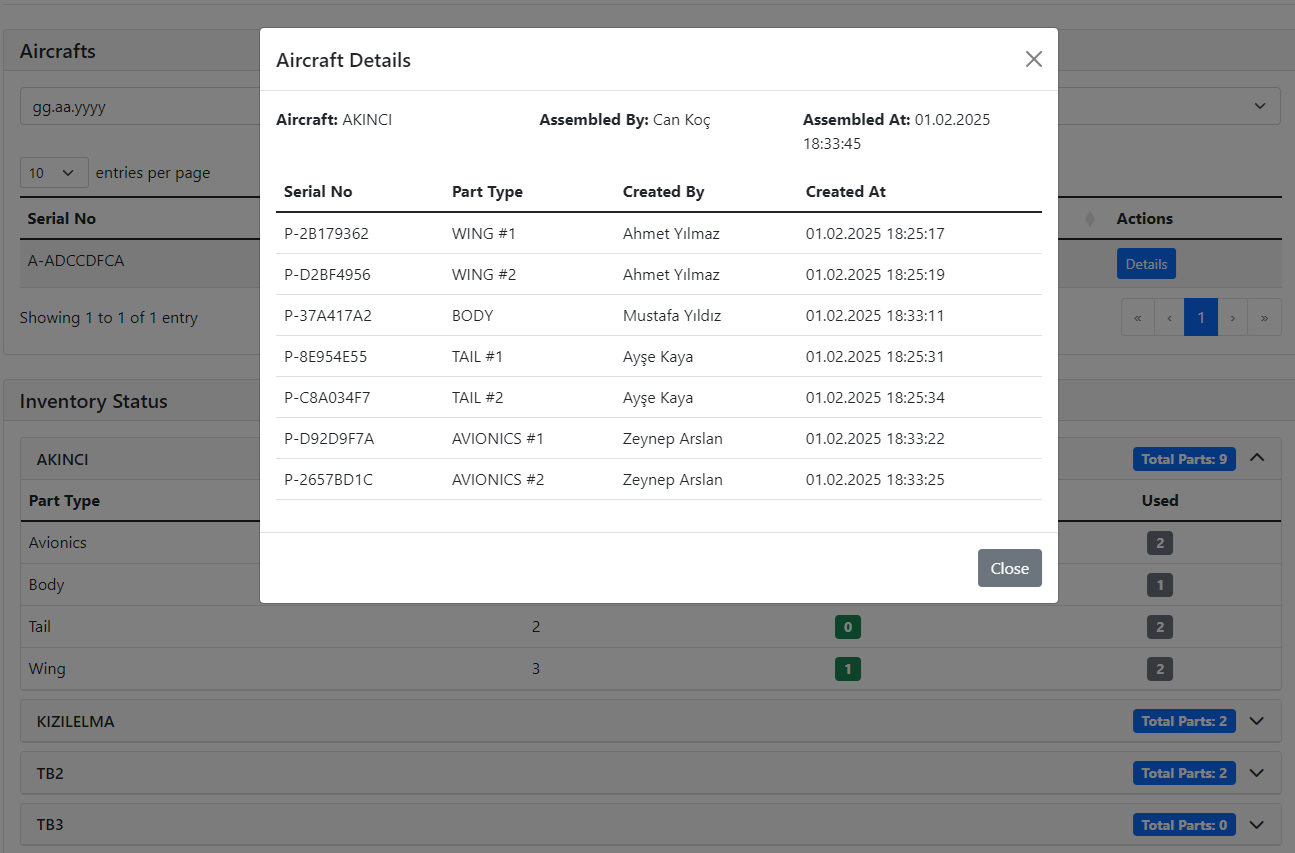 Aircrafts
Aircraft Details
gg.aa.yyyy
Aircraft: AKINCI Assembled By: Can Koç Assembled At: 01.02.2025
18:33:45
10 entries per page
Serial No Part Type Created By Created At
Serial No Actions
P-2B179362 WING #1 Ahmet Yılmaz 01.02.2025 18:25:17
A-ADCCDFCA Details
P-D2BF4956 WING #2 Ahmet Yılmaz 01.02.2025 18:25:19
P-37A417A2 BODY Mustafa Yıldız 01.02.2025 18:33:11
Showing 1 to 1 of 1 entry « ‹ 1 › »
P-8E954E55 TAIL #1 Ayşe Kaya 01.02.2025 18:25:31
P-C8A034F7 TAIL #2 Ayşe Kaya 01.02.2025 18:25:34
P-D92D9F7A AVIONICS #1 Zeynep Arslan 01.02.2025 18:33:22
P-2657BD1C AVIONICS #2 Zeynep Arslan 01.02.2025 18:33:25
Close
Inventory Status
AKINCI Total Parts: 9
Part Type Used
Avionics 2
Body 1
Tail 2 0 2
Wing 3 1 2
KIZILELMA Total Parts: 2
TB2 Total Parts: 2
TB3 Total Parts: 0